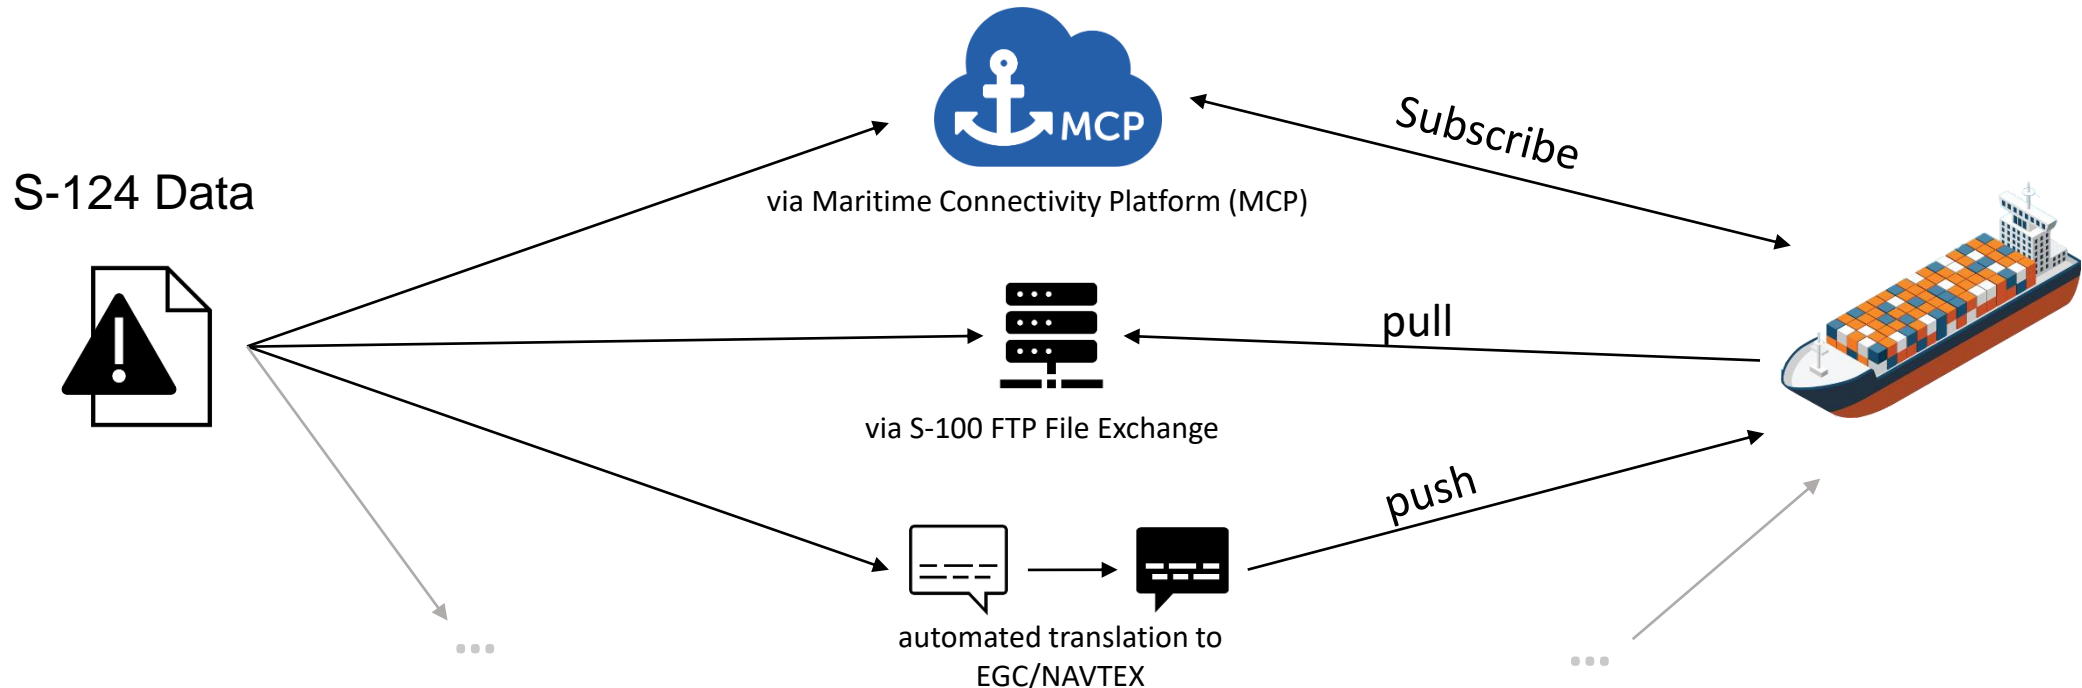 MCP
Subscribe
via Maritime Connectivity Platform (MCP)
S-124 Data
pull
via S-100 FTP File Exchange
push
automated translation to
EGC/NAVTEX
...
...